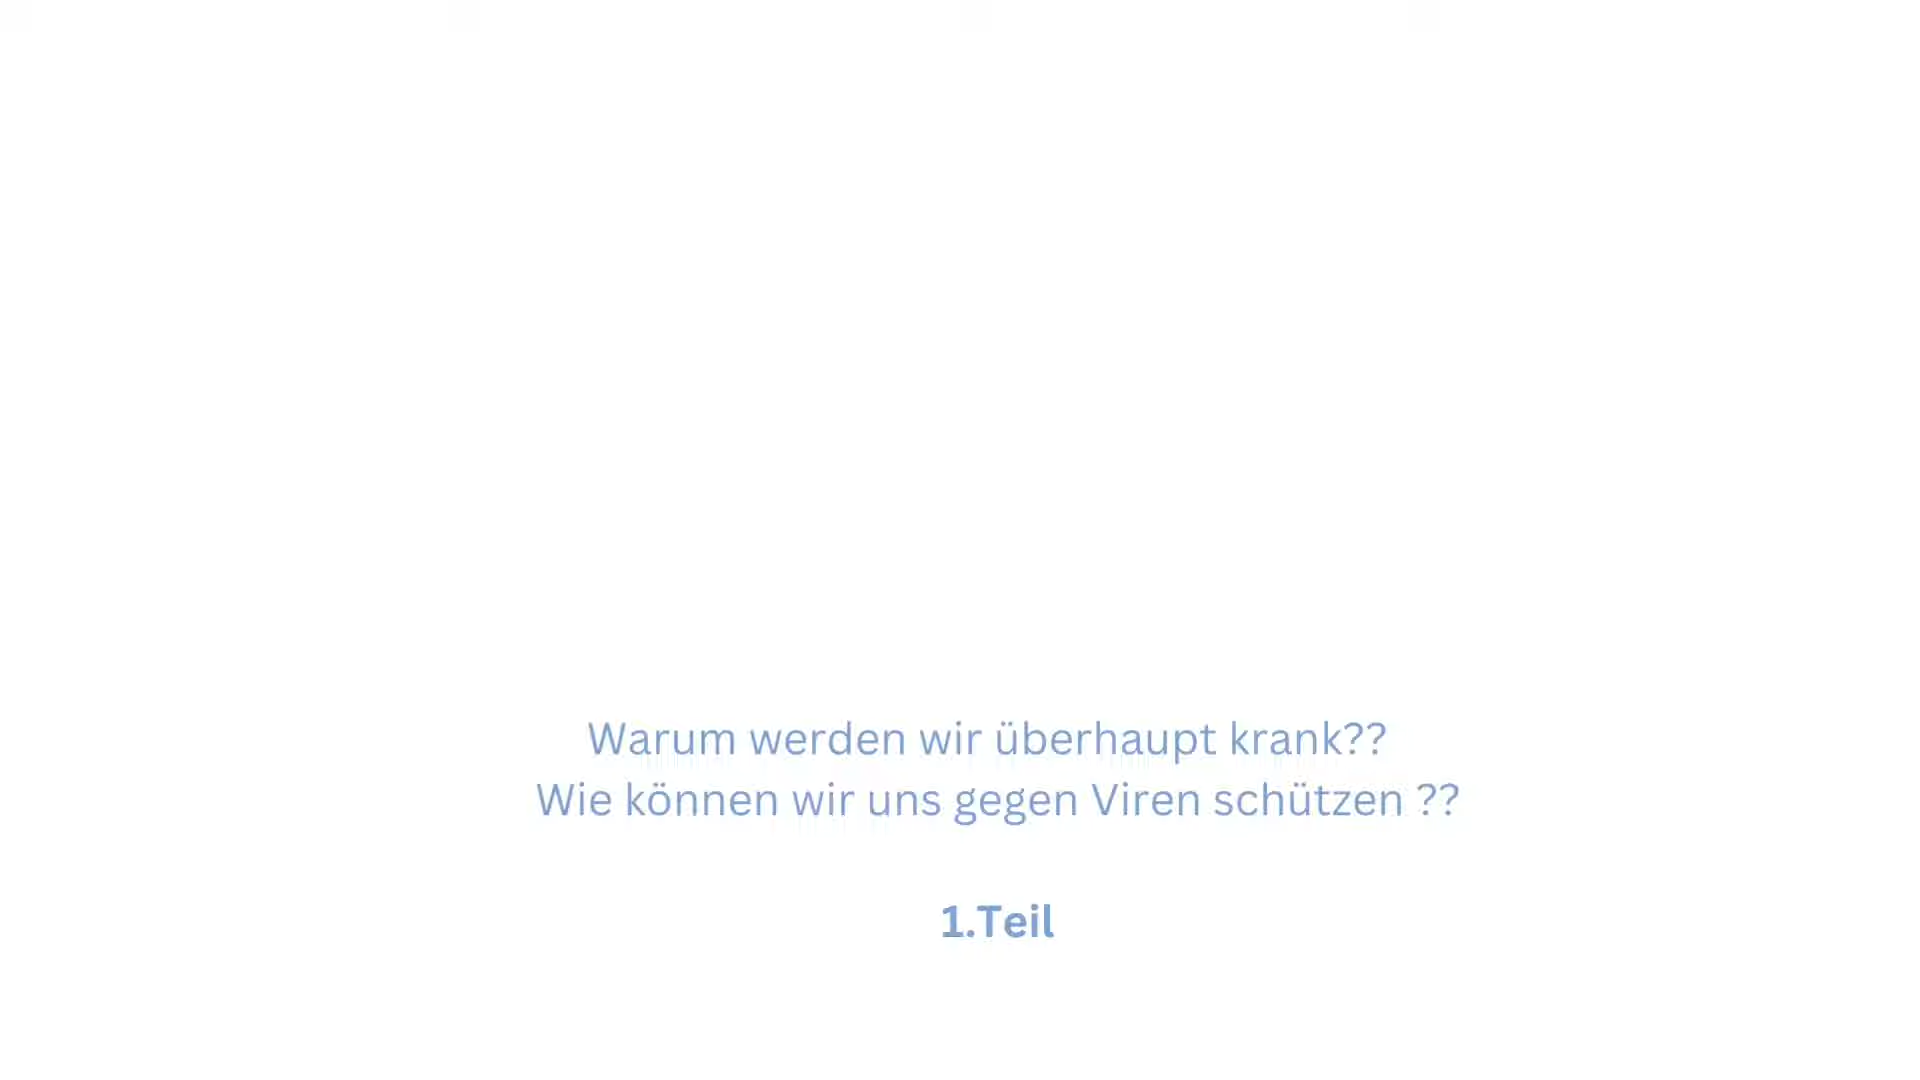 Warum werden wir überhaupt krank??
Wie können wir uns gegen Viren schützen ??
1.Teil